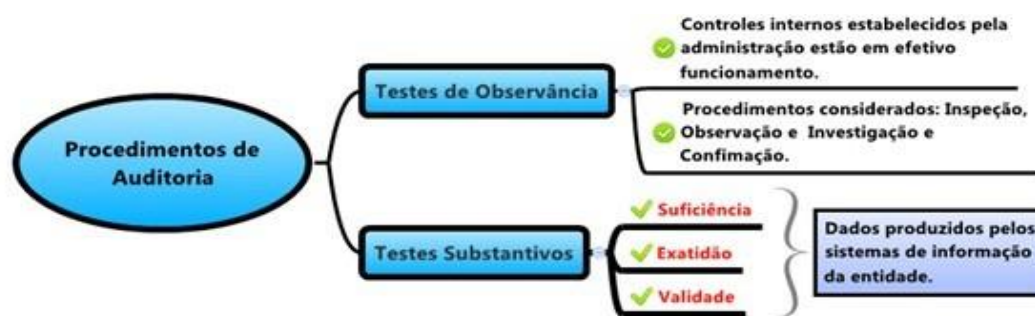 Procedimentos de
Auditoria
Testes de Observância
Controles internos estabelecidos pela
administração estão em efetivo
funcionamento.
Procedimentos considerados: Inspeção,
Observação e Investigação e
Confimação.
Testes Substantivos
Suficiência
Exatidão
Validade
Dados produzidos pelos
sistemas de informação
da entidade.